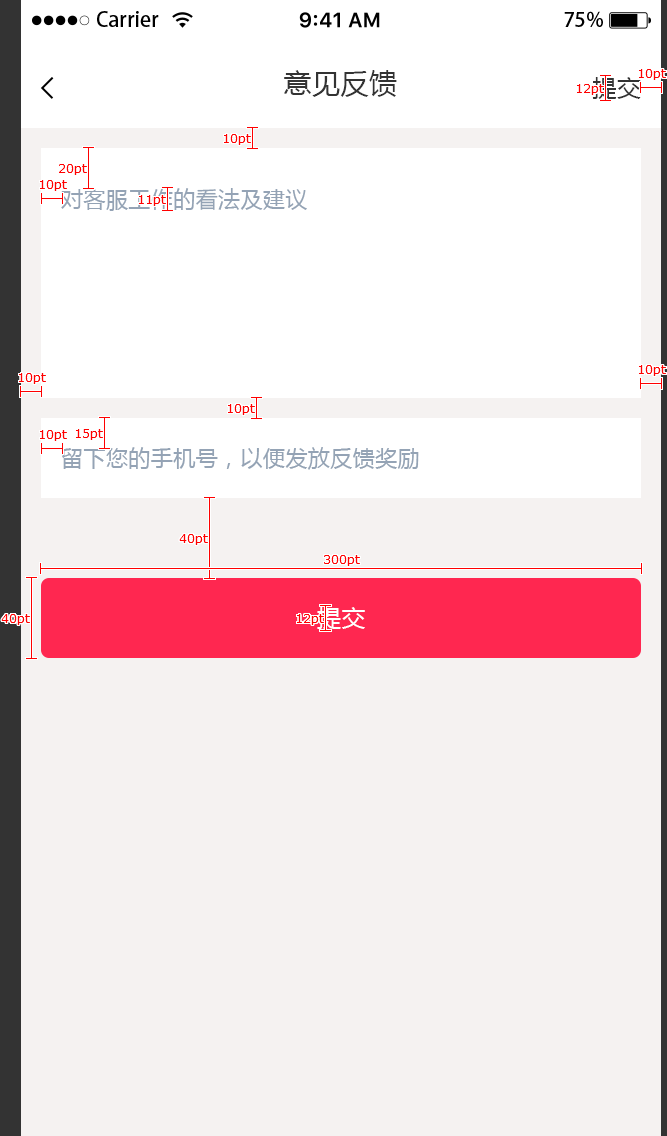 Carrier 9:41 AM 75%
意见反馈 提交
10pt
12pt
10pt
20pt
10pt
对客服工作的看法及建议
11pt
10pt
10pt
10pt
10pt
15pt
留下您的手机号，以便发放反馈奖励
40pt
300pt
40pt
12pt
提交